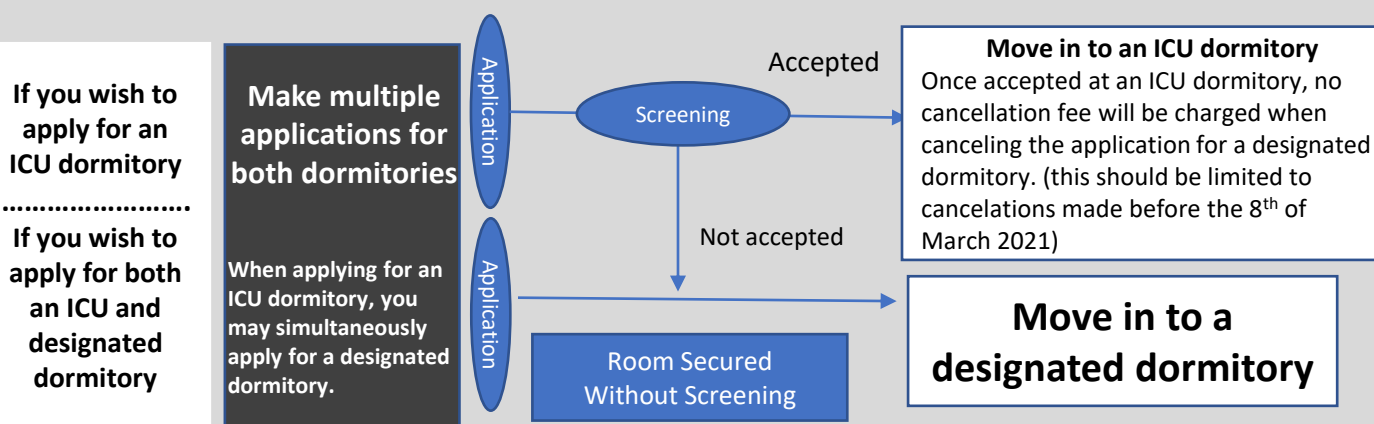 If you wish to
apply for an
ICU dormitory
……………………..
If you wish to
apply for both
an ICU and
designated
dormitory
Make multiple
applications for
both dormitories
When applying for an
ICU dormitory, you
may simultaneously
apply for a designated
dormitory.
Application
Application
Screening
Accepted
Not accepted
Room Secured
Without Screening
Move in to an ICU dormitory
Once accepted at an ICU dormitory, no
cancellation fee will be charged when
canceling the application for a designated
dormitory. (this should be limited to
cancelations made before the 8th of
March 2021)
Move in to a
designated dormitory